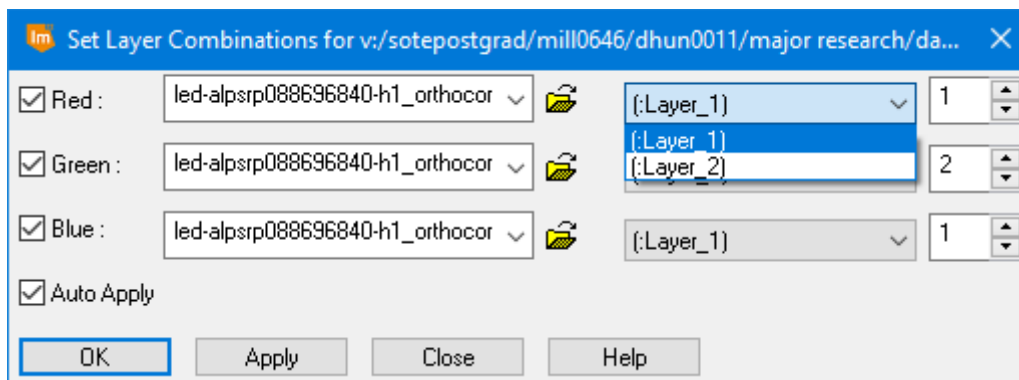 Im Set Layer Combinations for v:/sotepostgrad/mill0646/dhun0011/major research/da...
Red : led-alpsrp088696840-h1_orthocor (:Layer_1) 1
(:Layer_1)
Green : led-alpsrp088696840-h1_orthocor (:Layer_2) 2
Blue : led-alpsrp088696840-h1_orthocor (:Layer_1) 1
Auto Apply
OK Apply Close Help